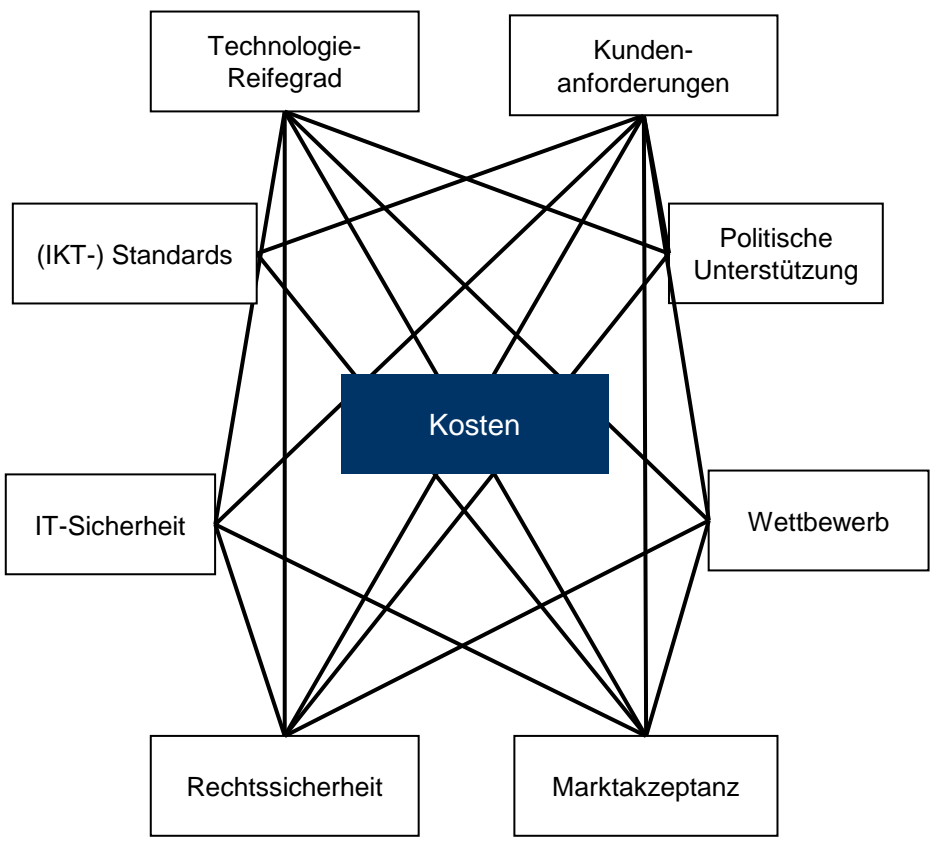 Technologie-
Reifegrad
Kunden-
anforderungen
(IKT-) Standards
Politische
Unterstützung
Kosten
IT-Sicherheit
Wettbewerb
Rechtssicherheit
Marktakzeptanz